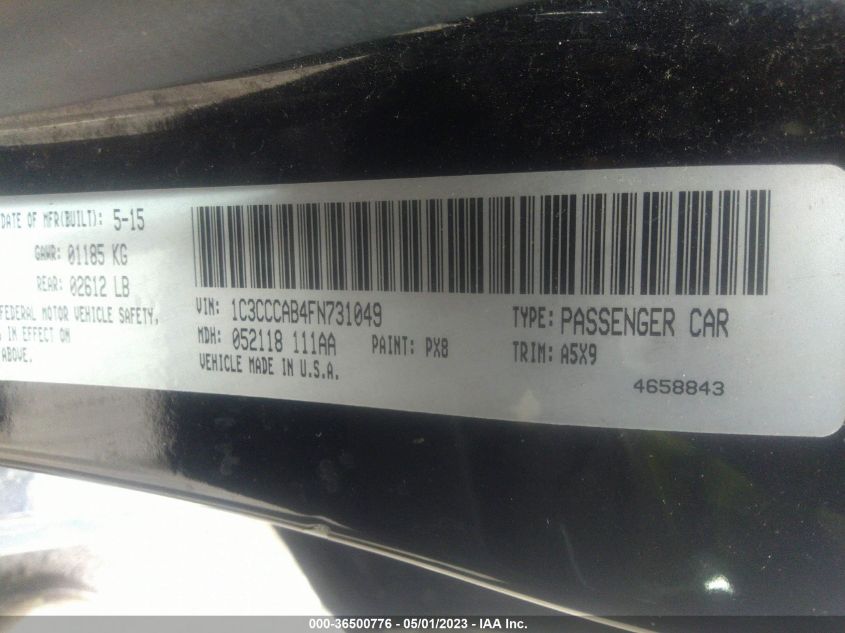 DATE OF MFR(BUILT): 5-15
GAWR: 01185 KG
REAR: 02612 LB
FEDERAL MOTOR VEHICLE SAFETY,
IN EFFECT ON
ABOVE.
VIN: 1C3CCCAB4FN731049
TYPE: PASSENGER CAR
MDH: 052118 111AA
PAINT: PX8
TRIM: A5X9
VEHICLE MADE IN U.S.A.
4658843
000-36500776 - 05/01/2023 - IAA Inc.